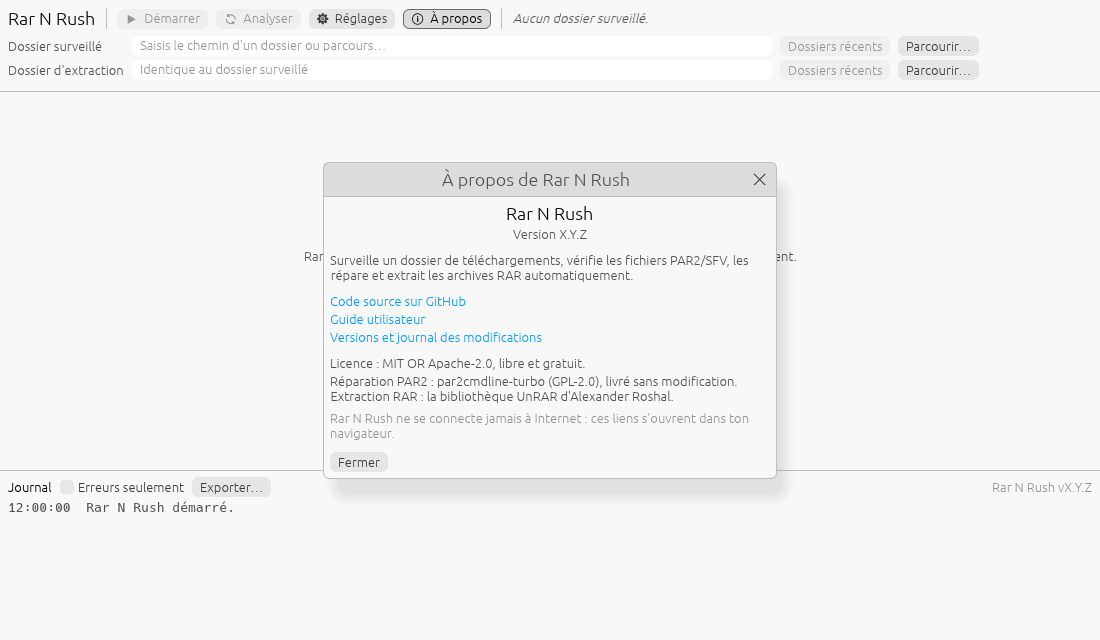 Rar N Rush
Démarrer
Analyser
Réglages
À propos
Aucun dossier surveillé.
Dossier surveillé
Saisis le chemin d'un dossier ou parcours…
Dossiers récents
Parcourir…
Dossier d'extraction
Identique au dossier surveillé
Dossiers récents
Parcourir…
À propos de Rar N Rush
Rar N Rush
Version X.Y.Z
Surveille un dossier de téléchargements, vérifie les fichiers PAR2/SFV, les
répare et extrait les archives RAR automatiquement.
Code source sur GitHub
Guide utilisateur
Versions et journal des modifications
Licence : MIT OR Apache-2.0, libre et gratuit.
Réparation PAR2 : par2cmdline-turbo (GPL-2.0), livré sans modification.
Extraction RAR : la bibliothèque UnRAR d'Alexander Roshal.
Rar N Rush ne se connecte jamais à Internet : ces liens s'ouvrent dans ton
navigateur.
Fermer
Journal
Erreurs seulement
Exporter…
Rar N Rush vX.Y.Z
12:00:00 Rar N Rush démarré.